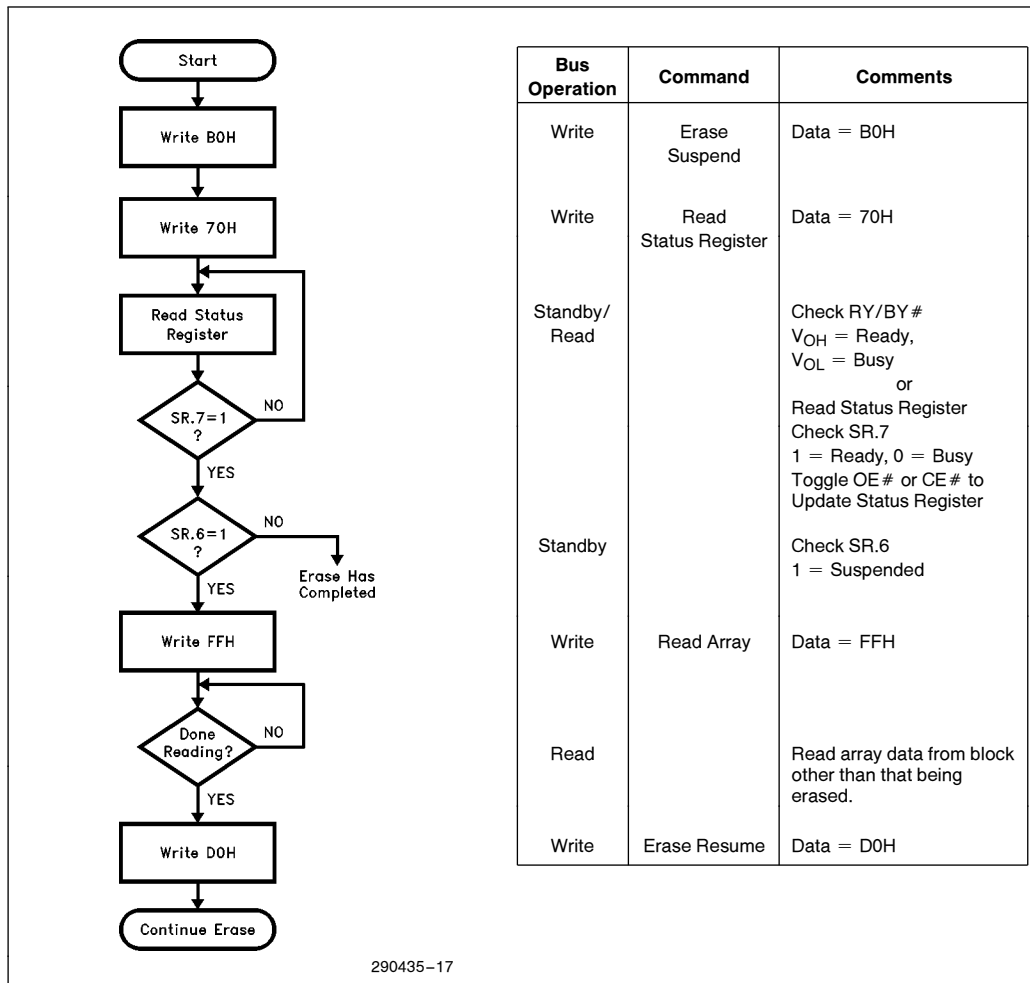 Start
Write B0H
Write 70H
Read Status
Register
SR.7=1
?
NO
YES
SR.6=1
?
NO
Erase Has
Completed
YES
Write FFH
Done
Reading?
NO
YES
Write D0H
Continue Erase
Bus
Operation
Command
Comments
Write
Erase
Suspend
Data = B0H
Write
Read
Status Register
Data = 70H
Standby/
Read
Check RY/BY#
VOH = Ready,
VOL = Busy
or
Read Status Register
Check SR.7
1 = Ready, 0 = Busy
Toggle OE# or CE# to
Update Status Register
Standby
Check SR.6
1 = Suspended
Write
Read Array
Data = FFH
Read
Read array data from block
other than that being
erased.
Write
Erase Resume
Data = D0H
290435–17